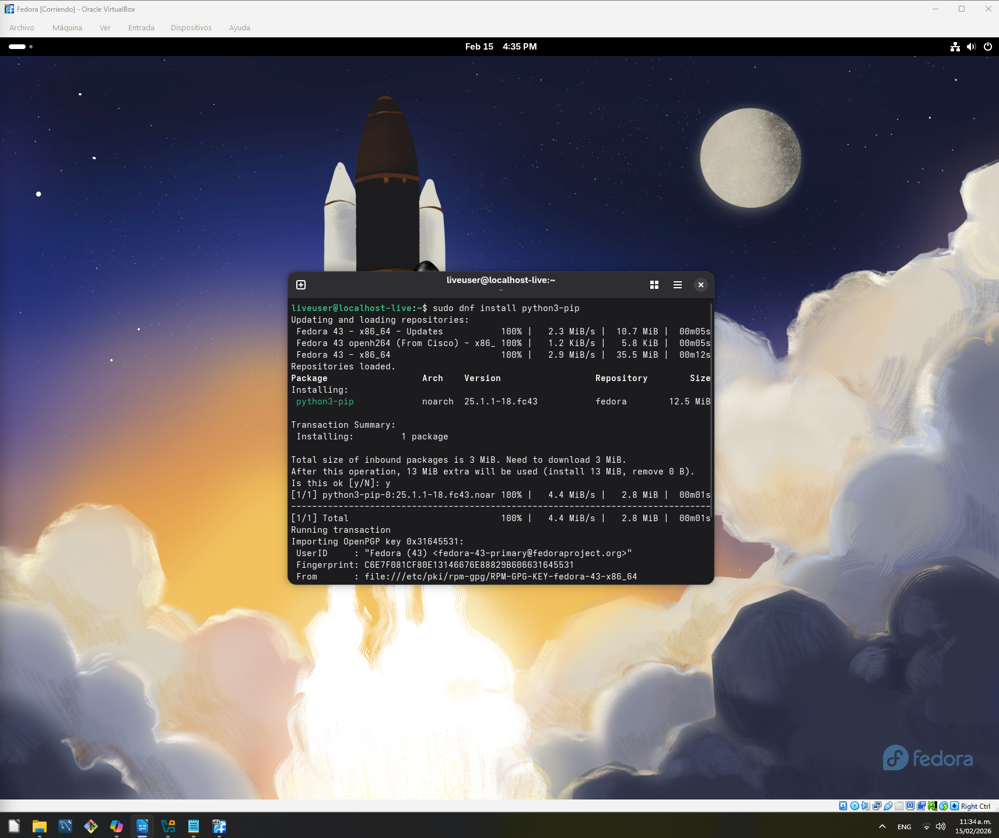 Fedora [Corriendo] - Oracle VirtualBox
Archivo Máquina Ver Entrada Dispositivos Ayuda
Feb 15 4:35 PM
liveuser@localhost-live:~
~
liveuser@localhost-live:~$ sudo dnf install python3-pip
Updating and loading repositories:
Fedora 43 - x86_64 - Updates 100% | 2.3 MiB/s | 10.7 MiB | 00m05s
Fedora 43 openh264 (From Cisco) - x86_ 100% | 1.2 KiB/s | 5.8 KiB | 00m05s
Fedora 43 - x86_64 100% | 2.9 MiB/s | 35.5 MiB | 00m12s
Repositories loaded.
Package Arch Version Repository Size
Installing:
python3-pip noarch 25.1.1-18.fc43 fedora 12.5 MiB
Transaction Summary:
Installing: 1 package
Total size of inbound packages is 3 MiB. Need to download 3 MiB.
After this operation, 13 MiB extra will be used (install 13 MiB, remove 0 B).
Is this ok [y/N]: y
[1/1] python3-pip-0:25.1.1-18.fc43.noar 100% | 4.4 MiB/s | 2.8 MiB | 00m01s
--------------------------------------------------------------------------------
[1/1] Total 100% | 4.4 MiB/s | 2.8 MiB | 00m01s
Running transaction
Importing OpenPGP key 0x31645531:
UserID : "Fedora (43) <fedora-43-primary@fedoraproject.org>"
Fingerprint: C6E7F081CF80E13146676E88829B606631645531
From : file:///etc/pki/rpm-gpg/RPM-GPG-KEY-fedora-43-x86_64
fedora
Right Ctrl
x64
ENG
11:34 a. m.
15/02/2026